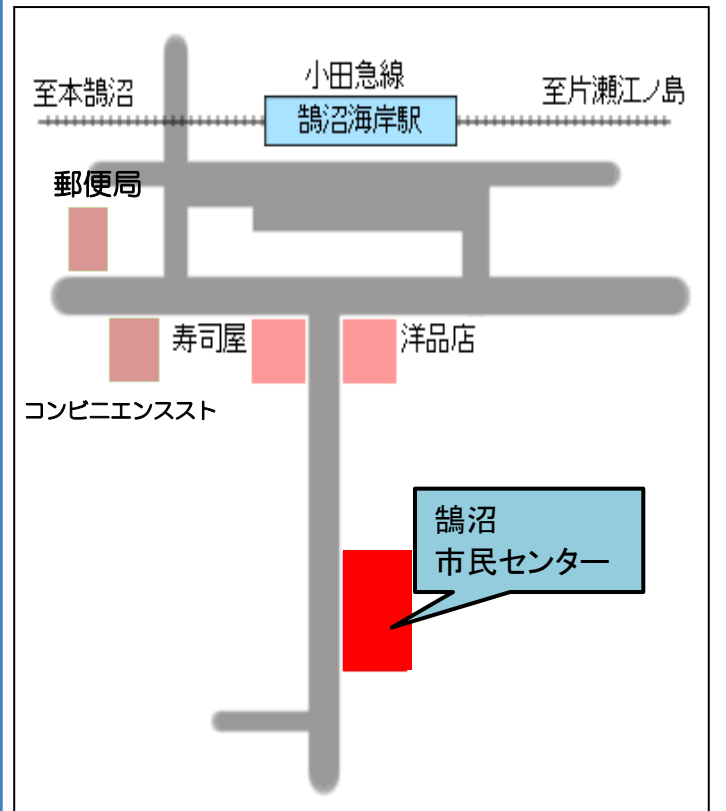 小田急線
至本鵠沼
至片瀬江ノ島
鵠沼海岸駅
郵便局
寿司屋
洋品店
コンビニエンススト
鵠沼
市民センター